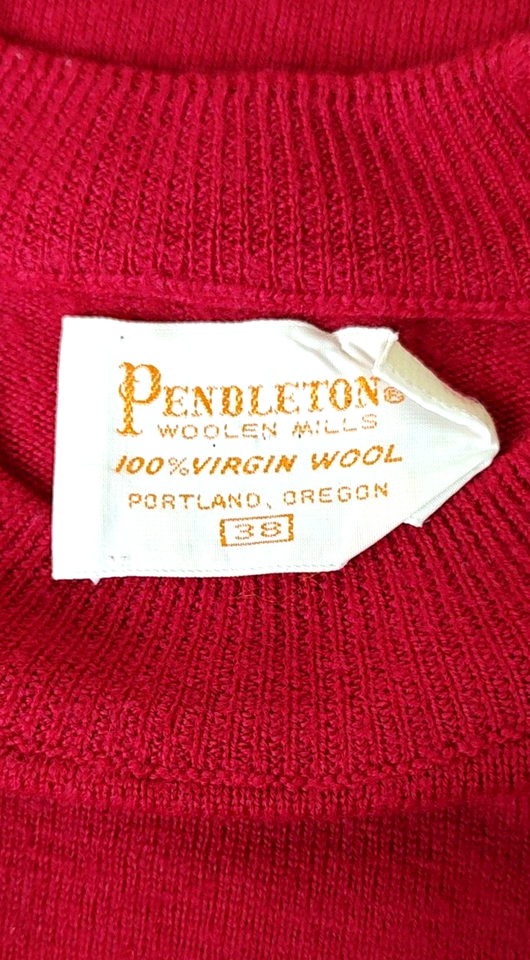 PENDLETON®
WOOLEN MILLS
100% VIRGIN WOOL
PORTLAND, OREGON
38